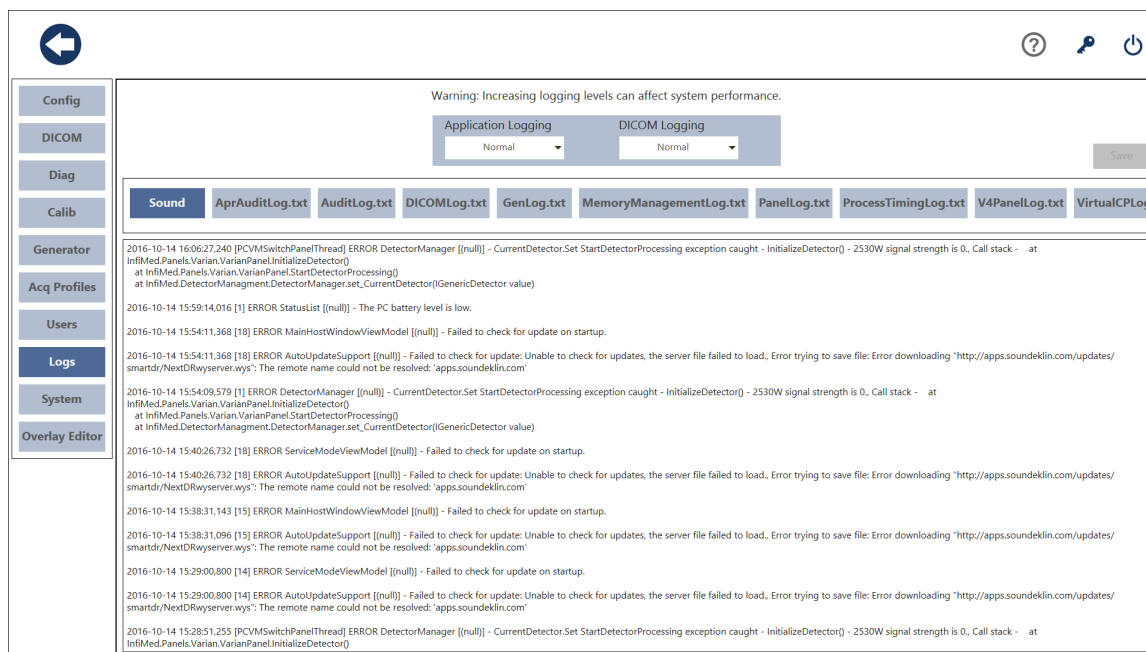 Warning: Increasing logging levels can affect system performance.
Application Logging
DICOM Logging
Normal
Normal
Save
Config
DICOM
Diag
Calib
Generator
Acq Profiles
Users
Logs
System
Overlay Editor
Sound AprAuditLog.txt AuditLog.txt DICOMLog.txt GenLog.txt MemoryManagementLog.txt PanelLog.txt ProcessTimingLog.txt V4PanelLog.txt VirtualCPLog
2016-10-14 16:06:27,240 [PCVMSwitchPanelThread] ERROR DetectorManager [(null)] - CurrentDetector.Set StartDetectorProcessing exception caught - InitializeDetector() - 2530W signal strength is 0., Call stack - at
InfiMed.Panels.Varian.VarianPanel.InitializeDetector()
at InfiMed.Panels.Varian.VarianPanel.StartDetectorProcessing()
at InfiMed.DetectorManagment.DetectorManager.set_CurrentDetector(IGenericDetector value)
2016-10-14 15:59:14,016 [1] ERROR StatusList [(null)] - The PC battery level is low.
2016-10-14 15:54:11,368 [18] ERROR MainHostWindowViewModel [(null)] - Failed to check for update on startup.
2016-10-14 15:54:11,368 [18] ERROR AutoUpdateSupport [(null)] - Failed to check for update: Unable to check for updates, the server file failed to load., Error trying to save file: Error downloading "http://apps.soundeklin.com/updates/
smartdr/NextDRwyserver.wys": The remote name could not be resolved: 'apps.soundeklin.com'
2016-10-14 15:54:09,579 [1] ERROR DetectorManager [(null)] - CurrentDetector.Set StartDetectorProcessing exception caught - InitializeDetector() - 2530W signal strength is 0., Call stack - at
InfiMed.Panels.Varian.VarianPanel.InitializeDetector()
at InfiMed.Panels.Varian.VarianPanel.StartDetectorProcessing()
at InfiMed.DetectorManagment.DetectorManager.set_CurrentDetector(IGenericDetector value)
2016-10-14 15:40:26,732 [18] ERROR ServiceModeViewModel [(null)] - Failed to check for update on startup.
2016-10-14 15:40:26,732 [18] ERROR AutoUpdateSupport [(null)] - Failed to check for update: Unable to check for updates, the server file failed to load., Error trying to save file: Error downloading "http://apps.soundeklin.com/updates/
smartdr/NextDRwyserver.wys": The remote name could not be resolved: 'apps.soundeklin.com'
2016-10-14 15:38:31,143 [15] ERROR MainHostWindowViewModel [(null)] - Failed to check for update on startup.
2016-10-14 15:38:31,096 [15] ERROR AutoUpdateSupport [(null)] - Failed to check for update: Unable to check for updates, the server file failed to load., Error trying to save file: Error downloading "http://apps.soundeklin.com/updates/
smartdr/NextDRwyserver.wys": The remote name could not be resolved: 'apps.soundeklin.com'
2016-10-14 15:29:00,800 [14] ERROR ServiceModeViewModel [(null)] - Failed to check for update on startup.
2016-10-14 15:29:00,800 [14] ERROR AutoUpdateSupport [(null)] - Failed to check for update: Unable to check for updates, the server file failed to load., Error trying to save file: Error downloading "http://apps.soundeklin.com/updates/
smartdr/NextDRwyserver.wys": The remote name could not be resolved: 'apps.soundeklin.com'
2016-10-14 15:28:51,255 [PCVMSwitchPanelThread] ERROR DetectorManager [(null)] - CurrentDetector.Set StartDetectorProcessing exception caught - InitializeDetector() - 2530W signal strength is 0., Call stack - at
InfiMed.Panels.Varian.VarianPanel.InitializeDetector()